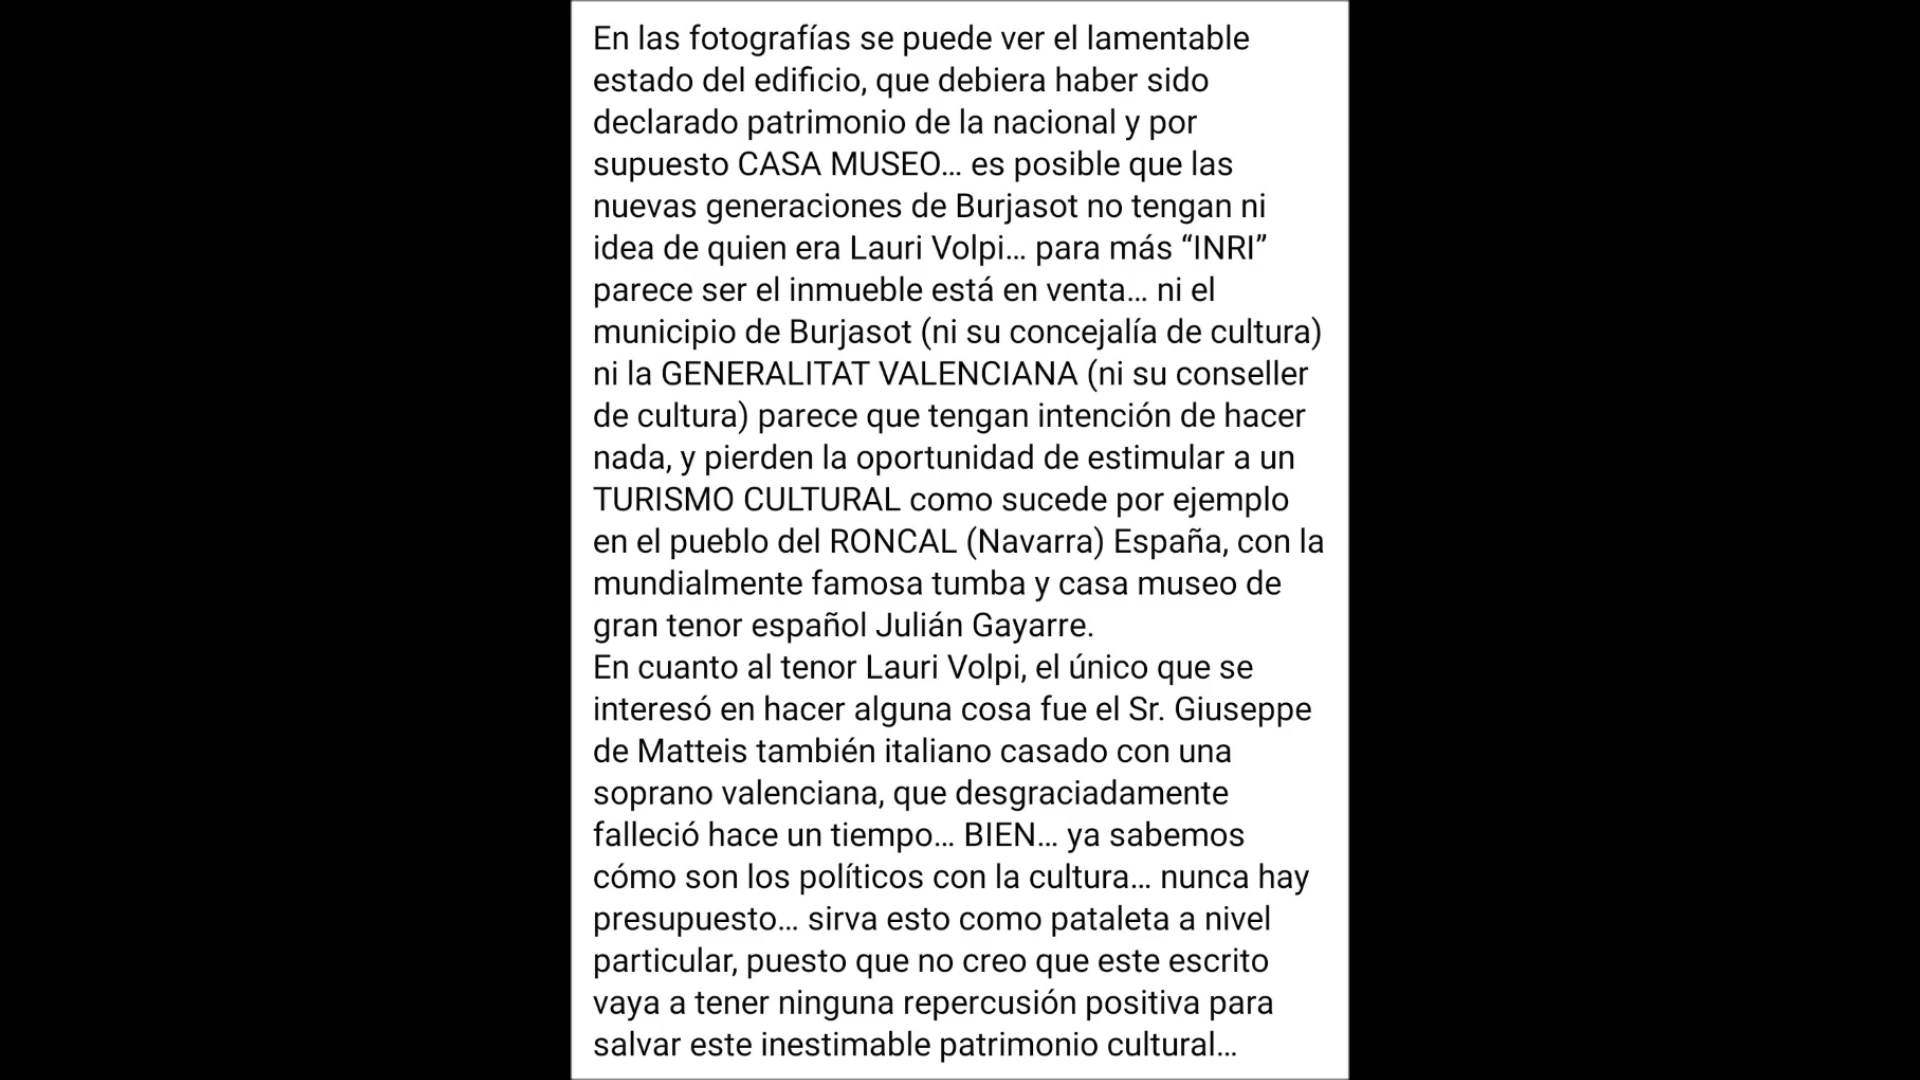 En las fotografías se puede ver el lamentable
estado del edificio, que debiera haber sido
declarado patrimonio de la nacional y por
supuesto CASA MUSEO… es posible que las
nuevas generaciones de Burjasot no tengan ni
idea de quien era Lauri Volpi… para más “INRI”
parece ser el inmueble está en venta… ni el
municipio de Burjasot (ni su concejalía de cultura)
ni la GENERALITAT VALENCIANA (ni su conseller
de cultura) parece que tengan intención de hacer
nada, y pierden la oportunidad de estimular a un
TURISMO CULTURAL como sucede por ejemplo
en el pueblo del RONCAL (Navarra) España, con la
mundialmente famosa tumba y casa museo de
gran tenor español Julián Gayarre.
En cuanto al tenor Lauri Volpi, el único que se
interesó en hacer alguna cosa fue el Sr. Giuseppe
de Matteis también italiano casado con una
soprano valenciana, que desgraciadamente
falleció hace un tiempo… BIEN… ya sabemos
cómo son los políticos con la cultura… nunca hay
presupuesto… sirva esto como pataleta a nivel
particular, puesto que no creo que este escrito
vaya a tener ninguna repercusión positiva para
salvar este inestimable patrimonio cultural…